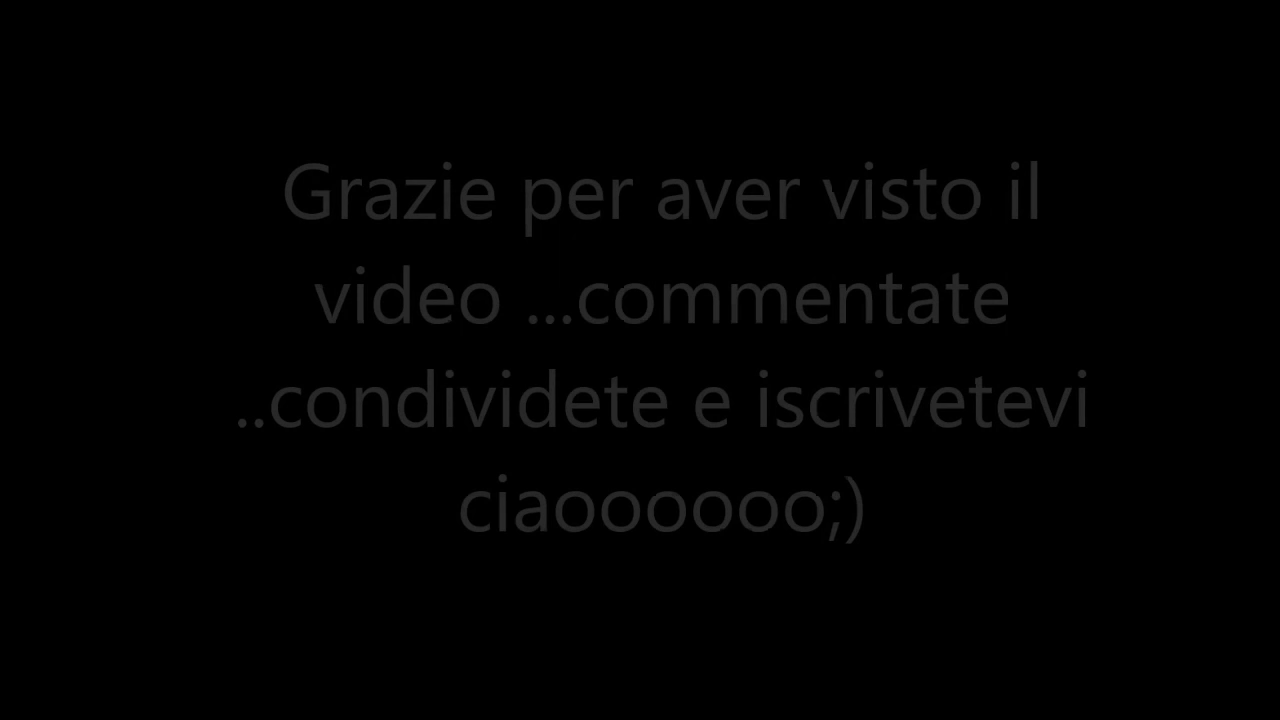 Grazie per aver visto il
video ...commentate
..condividete e iscrivetevi
ciaoooooo;)